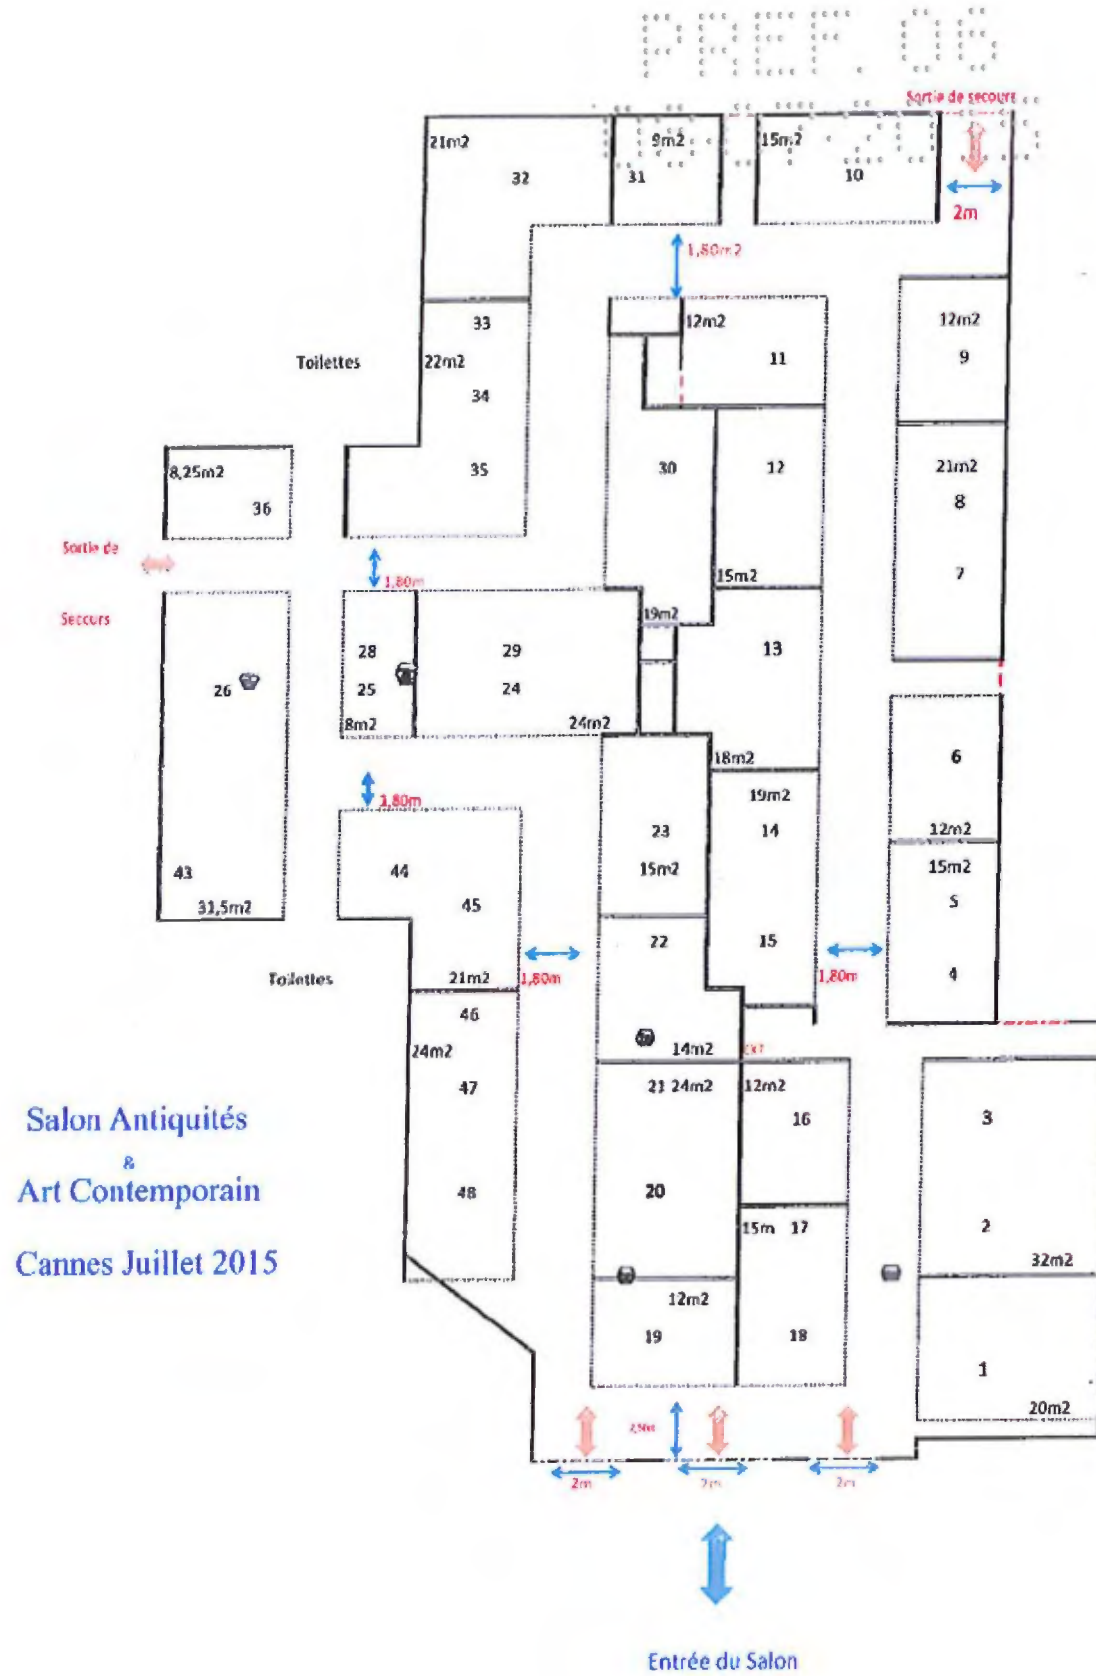 PREF. 06
Sortie de secours
21m2
9m2
15m2
32
31
10
2m
1,80m2
33
12m2
12m2
Toilettes
22m2
11
9
34
8,25m2
35
30
12
21m2
36
8
Sortie de
7
1,80m
15m2
Seccurs
19m2
28
29
13
26
25
24
8m2
24m2
6
18m2
1,80m
19m2
23
14
12m2
43
44
15m2
15m2
31,5m2
45
5
22
15
Toilettes
21m2
1,80m
1,80m
4
46
24m2
14m2
EXT
47
21 24m2
12m2
Salon Antiquités
16
3
&
Art Contemporain
48
20
15m
17
2
Cannes Juillet 2015
32m2
12m2
19
18
1
20m2
2m
2m
2m
Entrée du Salon